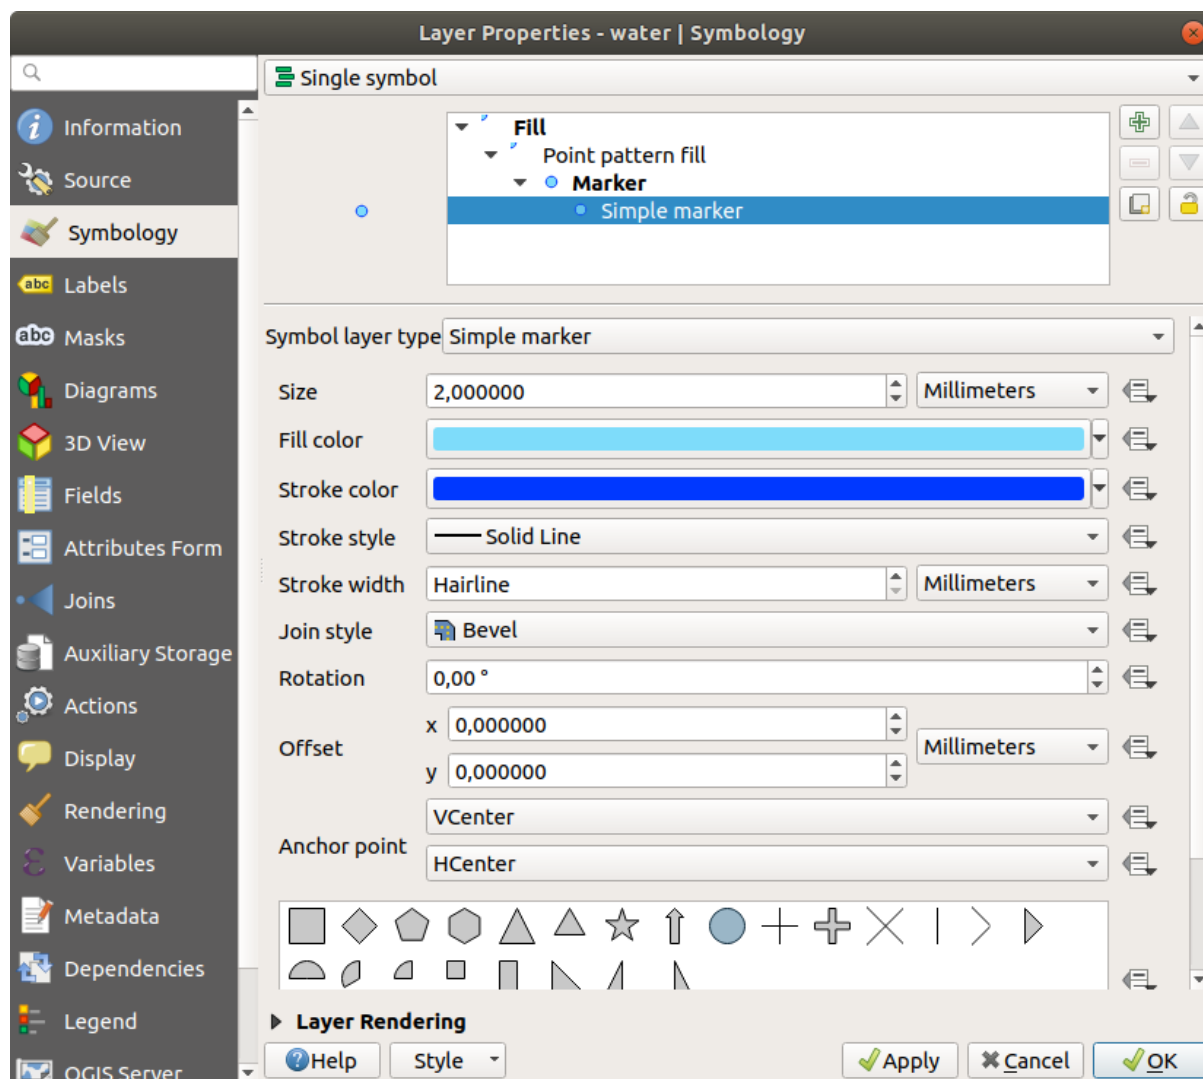 Layer Properties - water | Symbology
Single symbol
Information
Source
Symbology
abc Labels
abc Masks
Diagrams
3D View
Fields
Attributes Form
Joins
Auxiliary Storage
Actions
Display
Rendering
Variables
Metadata
Dependencies
Legend
QGIS Server
Fill
Point pattern fill
Marker
Simple marker
Symbol layer type Simple marker
Size 2,000000 Millimeters
Fill color
Stroke color
Stroke style Solid Line
Stroke width Hairline Millimeters
Join style Bevel
Rotation 0,00 °
Offset x 0,000000 Millimeters
y 0,000000
Anchor point VCenter
HCenter
Layer Rendering
Help Style Apply Cancel OK